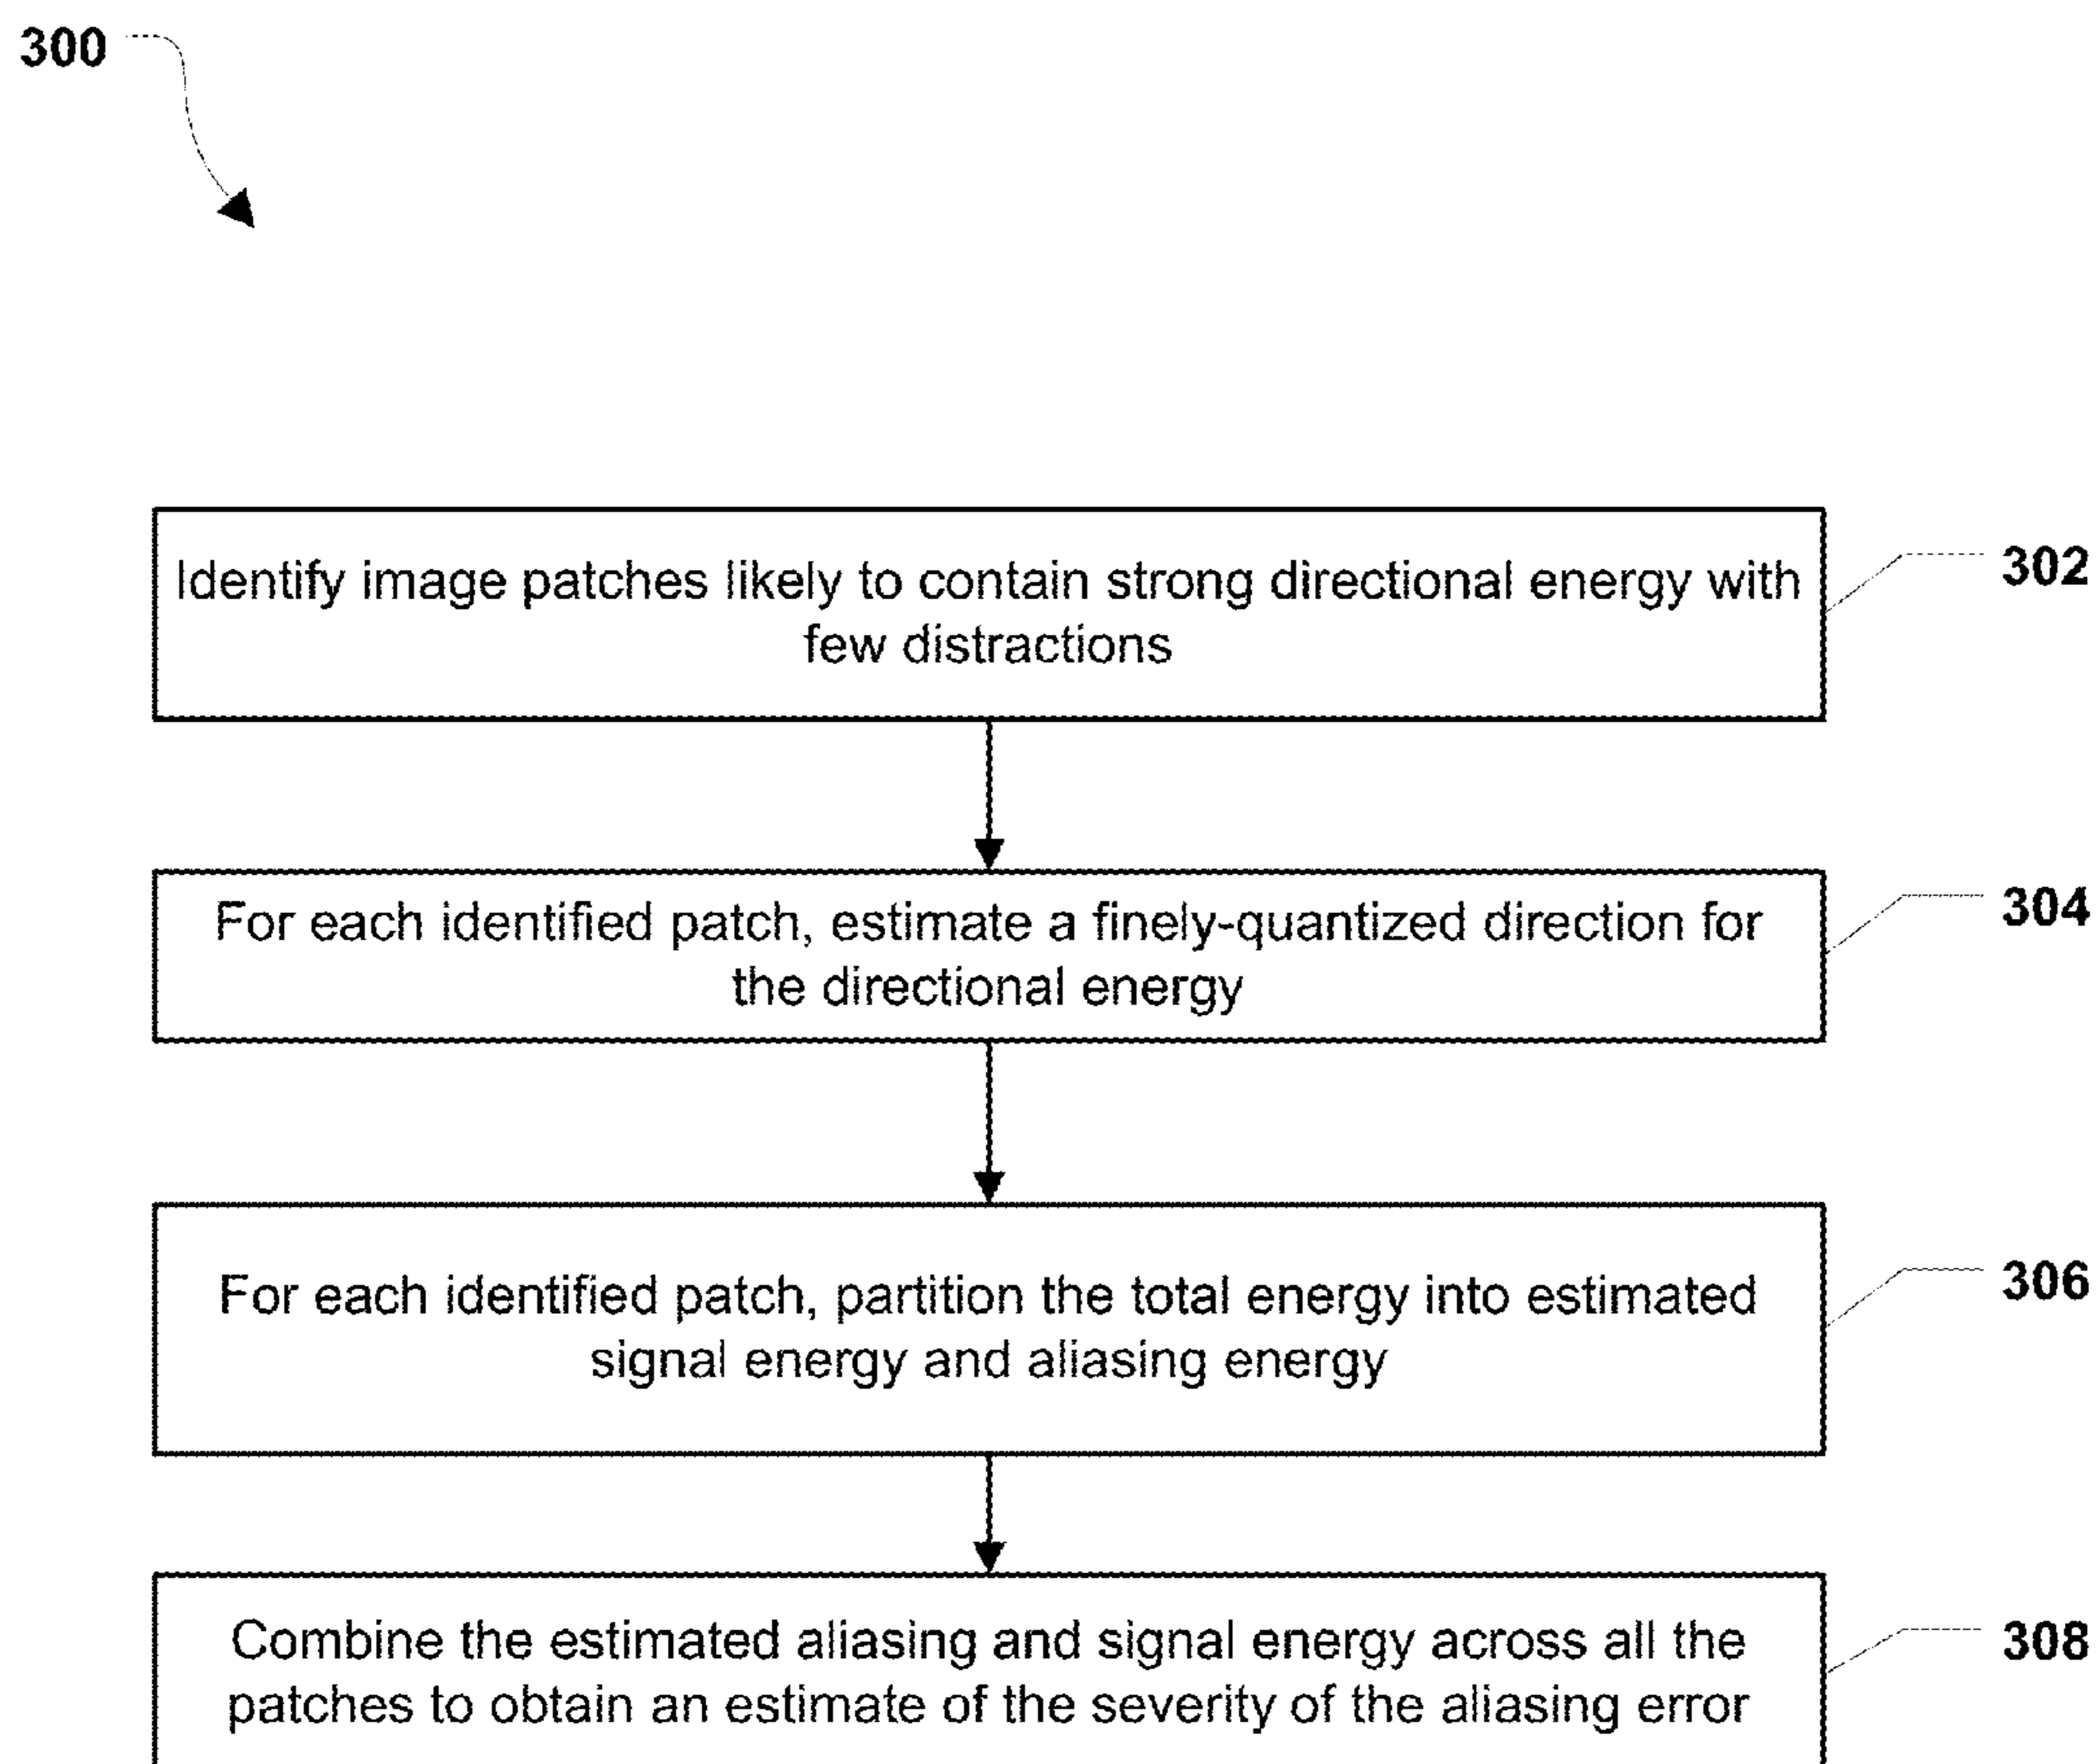 300
Identify image patches likely to contain strong directional energy with
few distractions
302
For each identified patch, estimate a finely-quantized direction for
the directional energy
304
For each identified patch, partition the total energy into estimated
signal energy and aliasing energy
306
Combine the estimated aliasing and signal energy across all the
patches to obtain an estimate of the severity of the aliasing error
308